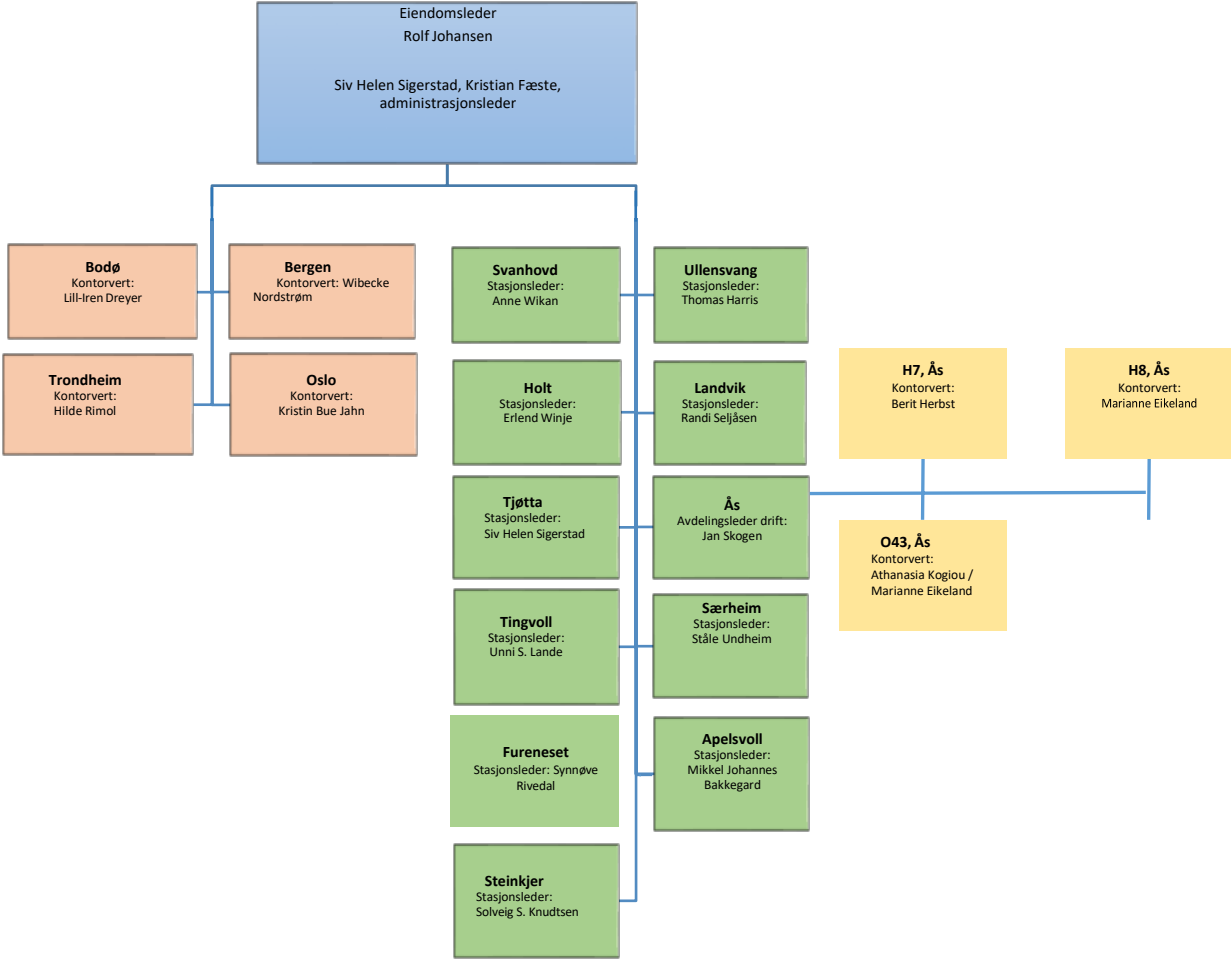 Eiendomsleder
Rolf Johansen
Siv Helen Sigerstad, Kristian Fæste,
administrasjonsleder
Bodø
Kontorvert:
Lill-Iren Dreyer
Bergen
Kontorvert: Wibecke
Nordstrøm
Trondheim
Kontorvert:
Hilde Rimol
Oslo
Kontorvert:
Kristin Bue Jahn
Svanhovd
Stasjonsleder:
Anne Wikan
Ullensvang
Stasjonsleder:
Thomas Harris
Holt
Stasjonsleder:
Erlend Winje
Landvik
Stasjonsleder:
Randi Seljåsen
H7, Ås
Kontorvert:
Berit Herbst
H8, Ås
Kontorvert:
Marianne Eikeland
Tjøtta
Stasjonsleder:
Siv Helen Sigerstad
Ås
Avdelingsleder drift:
Jan Skogen
O43, Ås
Kontorvert:
Athanasia Kogiou /
Marianne Eikeland
Tingvoll
Stasjonsleder:
Unni S. Lande
Særheim
Stasjonsleder:
Ståle Undheim
Fureneset
Stasjonsleder: Synnøve
Rivedal
Apelsvoll
Stasjonsleder:
Mikkel Johannes
Bakkegard
Steinkjer
Stasjonsleder:
Solveig S. Knudtsen